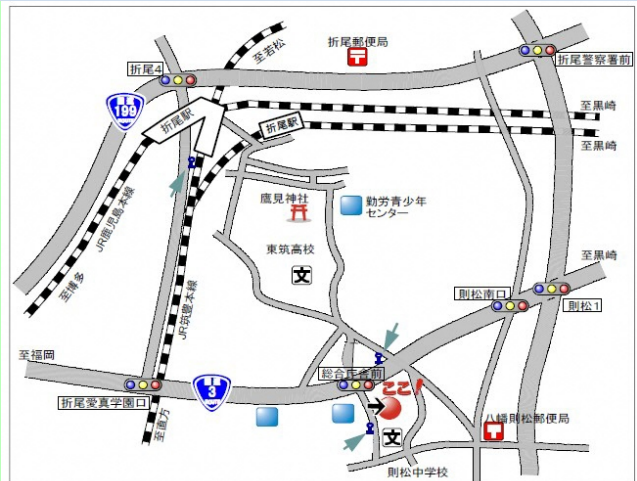 至若松
折尾郵便局
折尾4
折尾警察署前
199
折尾駅
折尾駅
至黒崎
至黒崎
鷹見神社
勤労青少年
センター
JR鹿児島本線
東筑高校
文
至黒崎
至博多
則松南口
則松1
JR筑豊本線
至福岡
総合庁舎前
ここ!
折尾愛真学園口
3
八幡則松郵便局
至直方
文
則松中学校